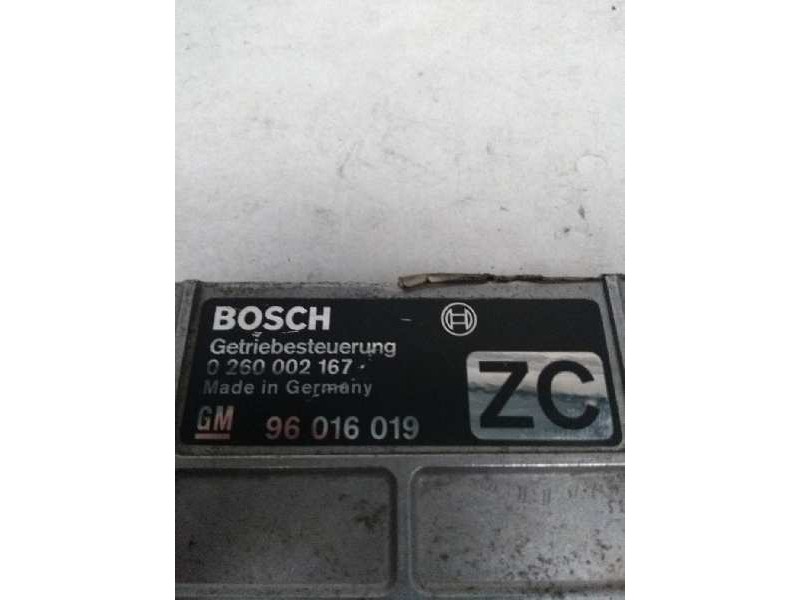 BOSCH
Getriebesteuerung
0 260 002 167
Made in Germany
ZC
GM 96 016 019